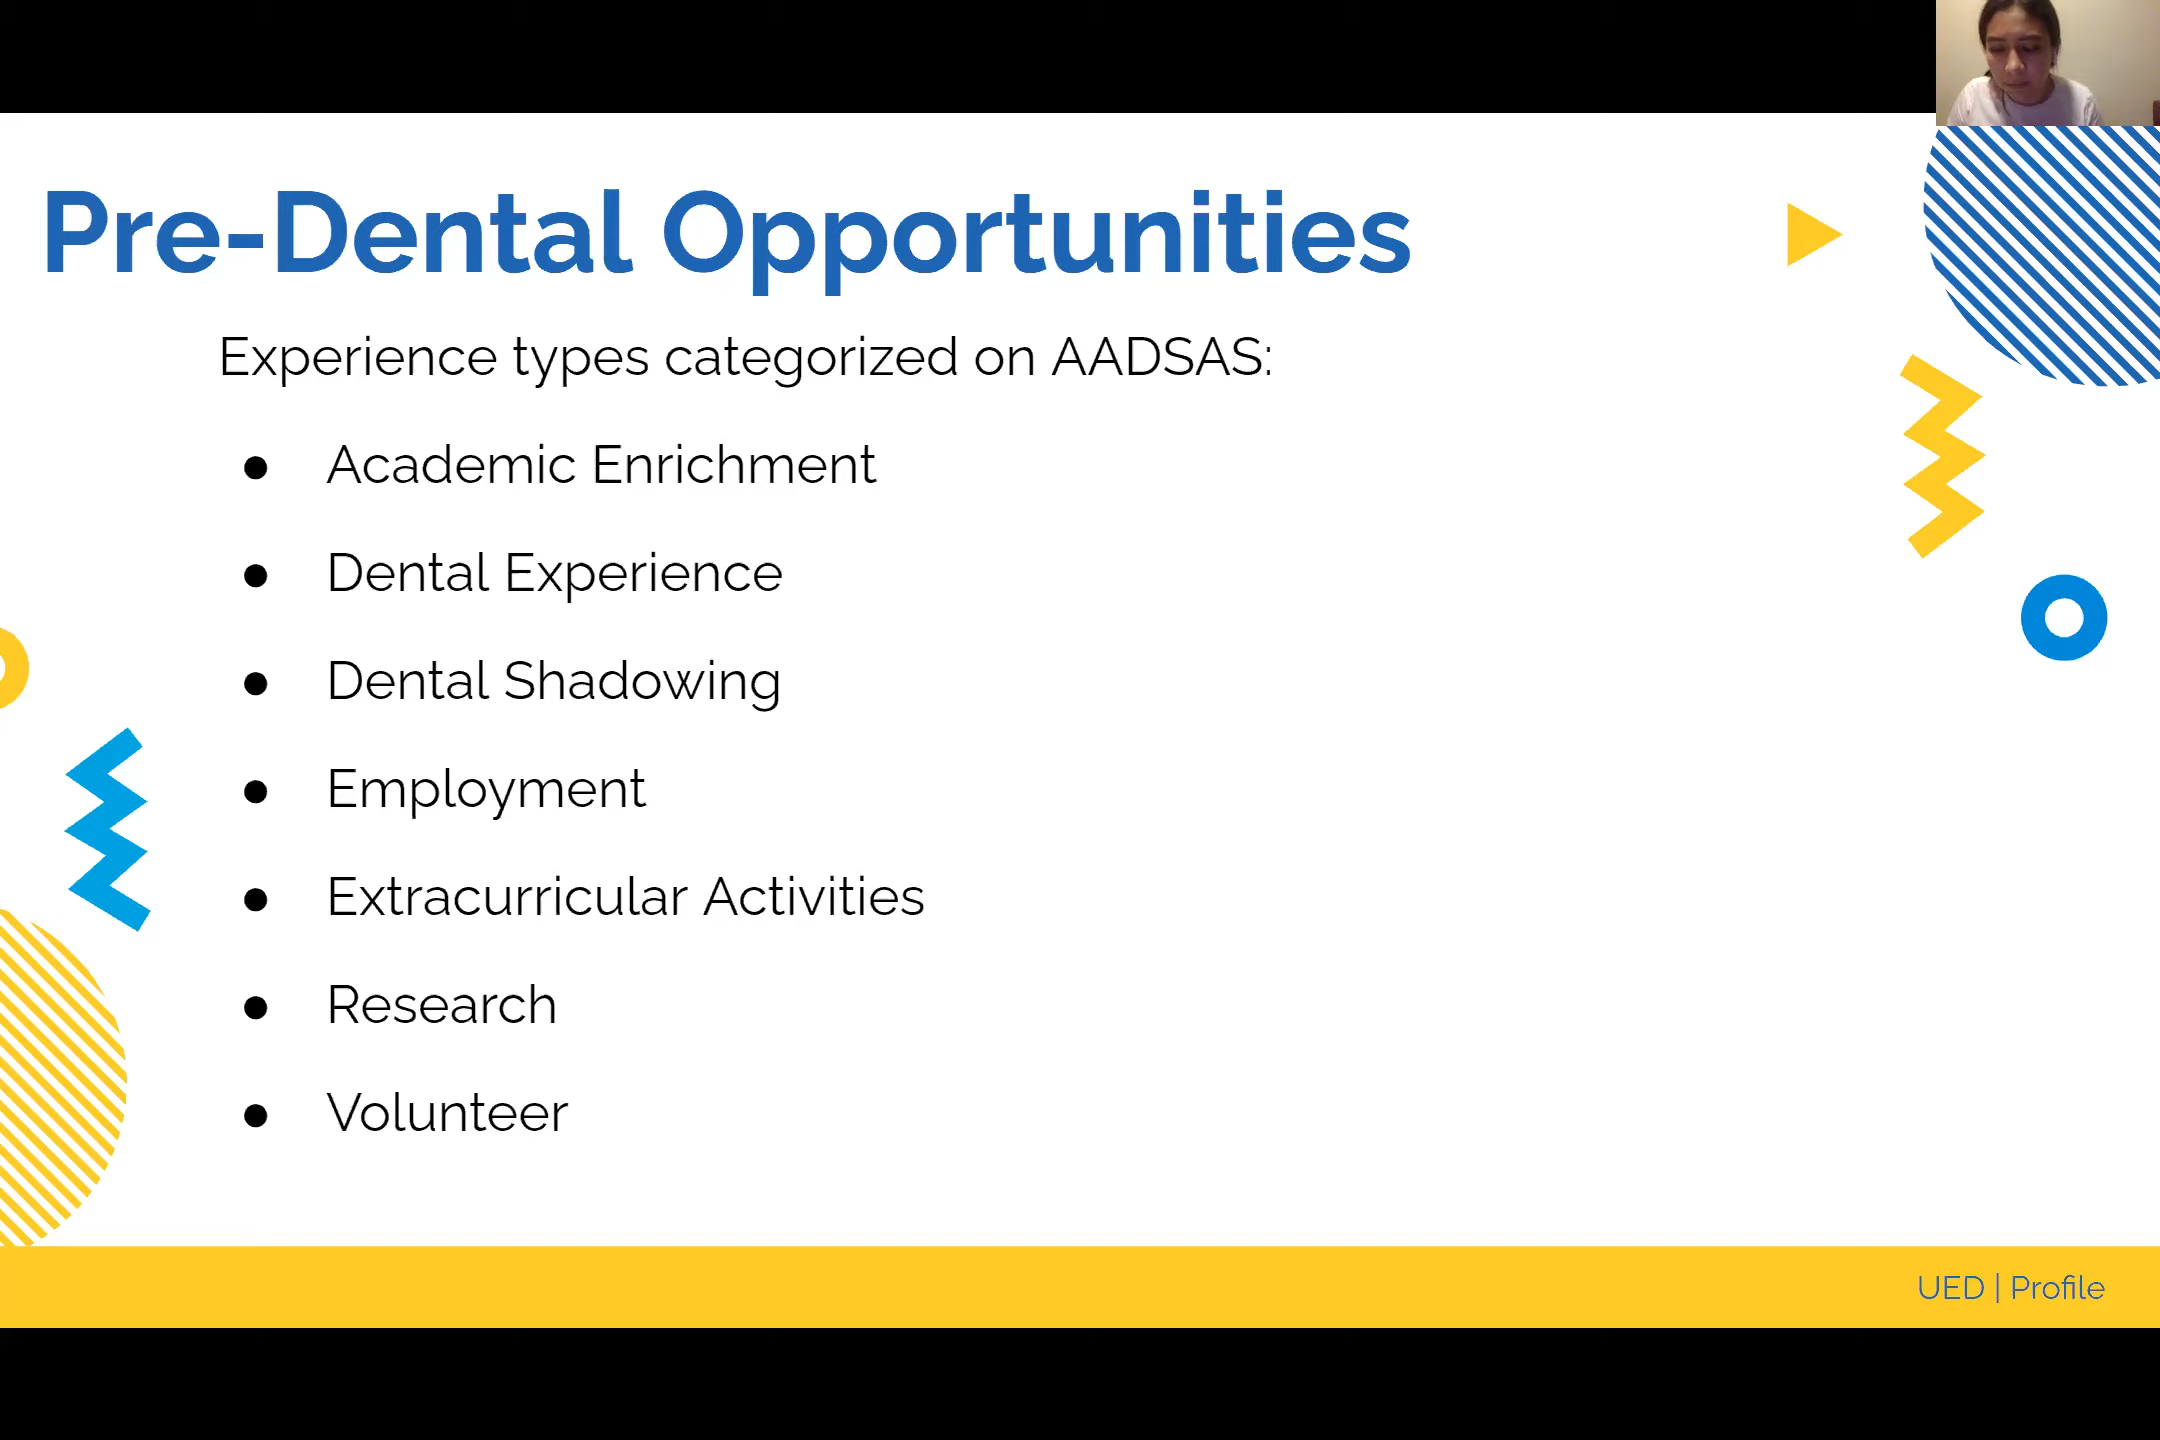 Pre-Dental Opportunities
Experience types categorized on AADSAS:
● Academic Enrichment
● Dental Experience
● Dental Shadowing
● Employment
● Extracurricular Activities
● Research
● Volunteer
UED | Profile